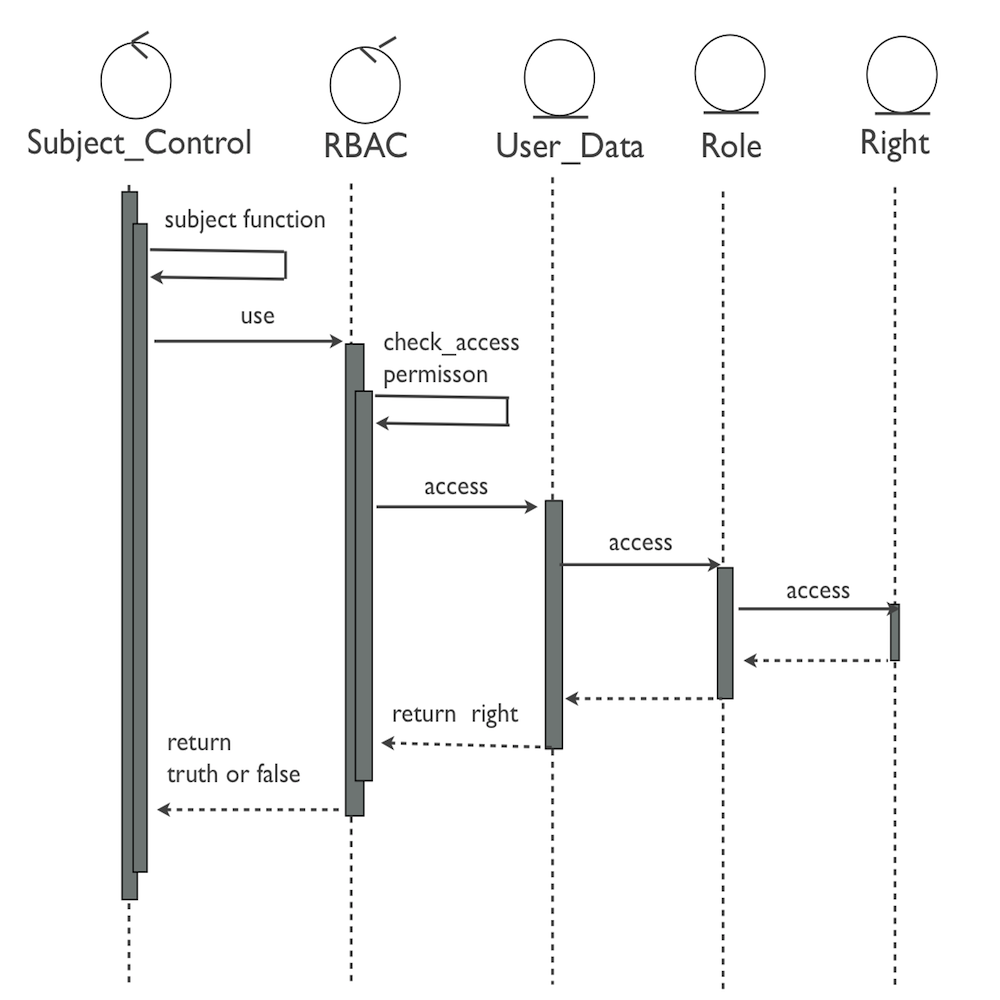 Subject_Control
RBAC
User_Data
Role
Right
subject function
use
check_access
permisson
access
access
access
return right
return
truth or false